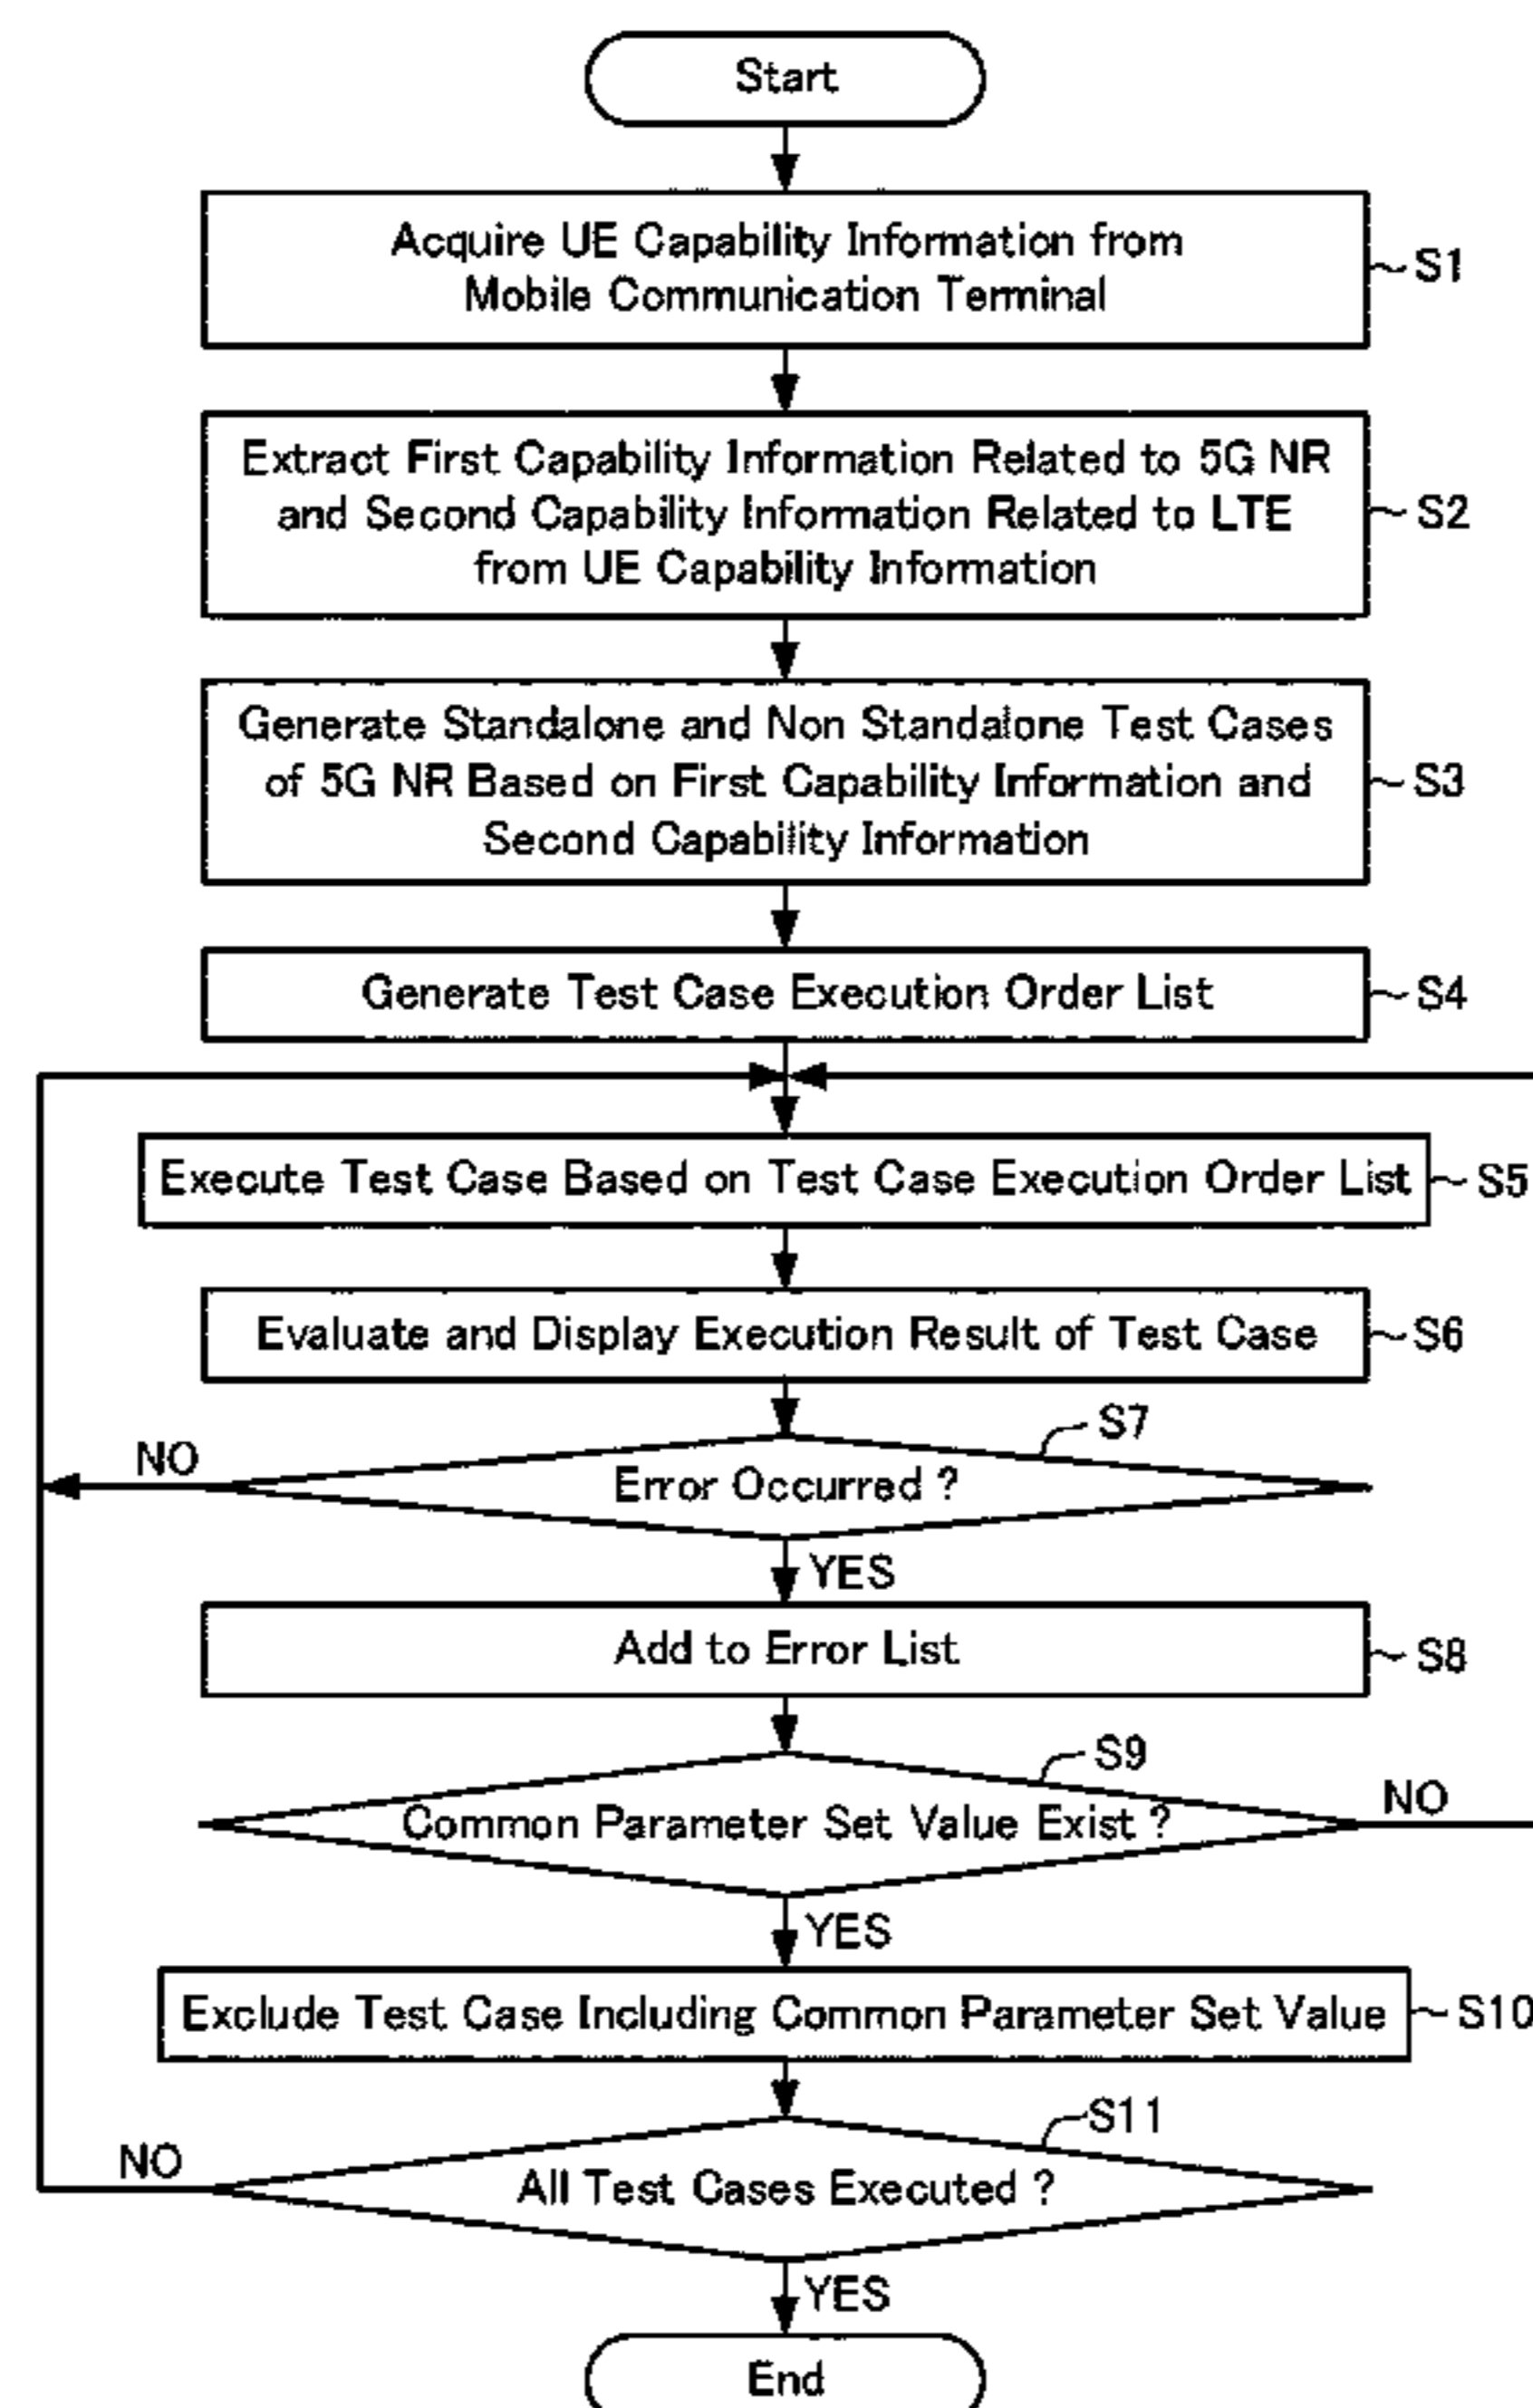 Start
Acquire UE Capability Information from
Mobile Communication Terminal
S1
Extract First Capability Information Related to 5G NR
and Second Capability Information Related to LTE
from UE Capability Information
S2
Generate Standalone and Non Standalone Test Cases
of 5G NR Based on First Capability Information and
Second Capability Information
S3
Generate Test Case Execution Order List
S4
Execute Test Case Based on Test Case Execution Order List
S5
Evaluate and Display Execution Result of Test Case
S6
S7
NO
Error Occurred ?
YES
Add to Error List
S8
S9
NO
Common Parameter Set Value Exist ?
YES
Exclude Test Case Including Common Parameter Set Value
S10
S11
NO
All Test Cases Executed ?
YES
End